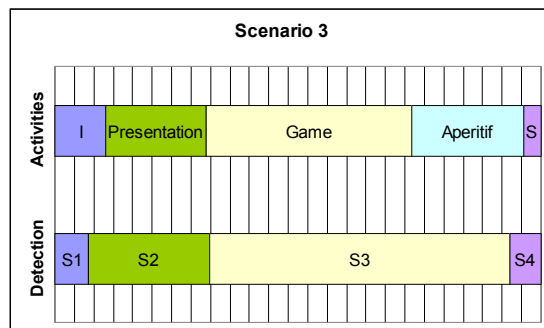 Scenario 3
Activities
I Presentation Game Aperitif S
Detection
S1 S2 S3 S4